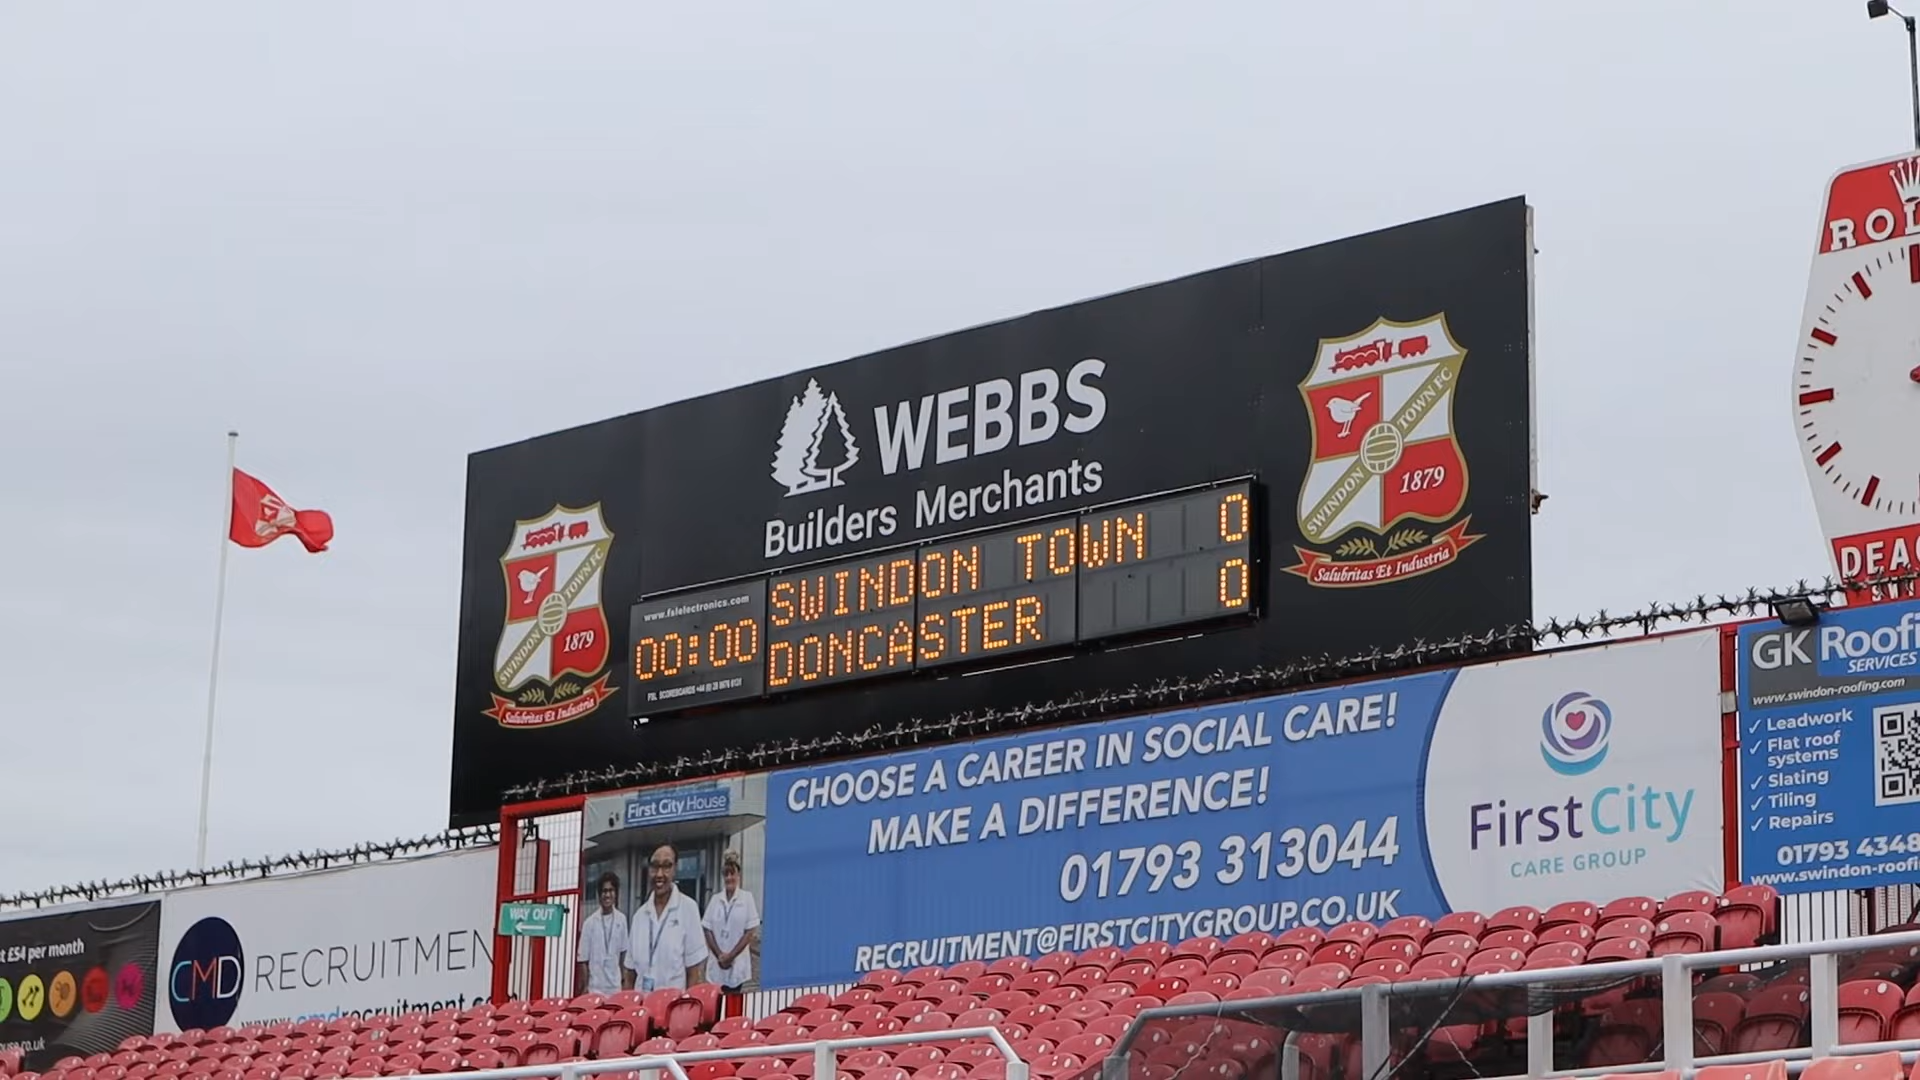 WEBBS
Builders Merchants
SWINDON TOWN 0
DONCASTER 0
00:00
www.fslelectronics.com
SWINDON TOWN FC
1879
Salubritas Et Industria
SWINDON TOWN FC
1879
Salubritas Et Industria
ROL
DEAC
CHOOSE A CAREER IN SOCIAL CARE!
MAKE A DIFFERENCE!
01793 313044
RECRUITMENT@FIRSTCITYGROUP.CO.UK
First City House
FirstCity
CARE GROUP
GK Roofi
SERVICES
www.swindon-roofing.com
✓ Leadwork
✓ Flat roof
systems
✓ Slating
✓ Tiling
✓ Repairs
01793 4348
www.swindon-roofi
WAY OUT
£54 per month
CMD RECRUITMEN
cmdrecruitment